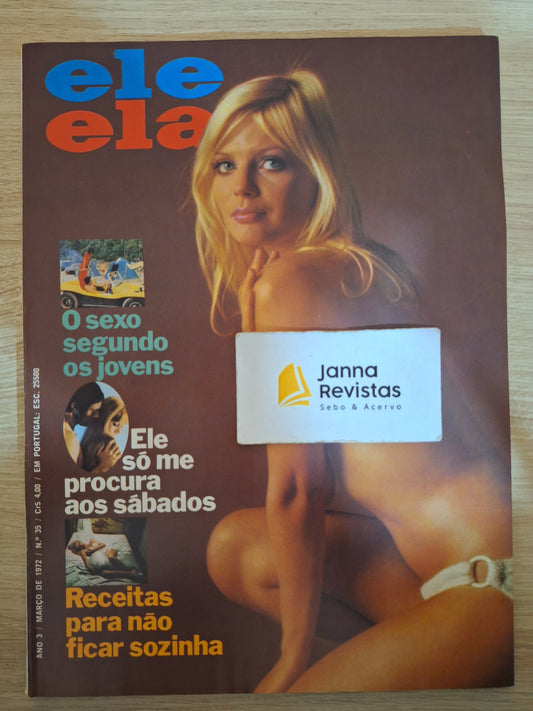 ele
ela
O sexo
segundo
os jovens
Janna
Revistas
Sebo & Acervo
Ele
só me
procura
aos sábados
Receitas
para não
ficar sozinha
ANO 3 / MARÇO DE 1972 / N.º 35 / Cr$ 4,00 / EM PORTUGAL: ESC. 25$00